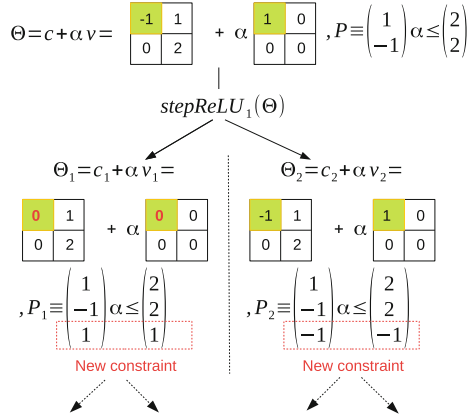 Θ=c+αv= -1 1 0 2 + α 1 0 0 0 , P≡(1 −1) α≤(2 2)
stepReLU₁(Θ)
Θ₁=c₁+αv₁= Θ₂=c₂+αv₂=
0 1 0 2 + α 0 0 0 0 -1 1 0 2 + α 1 0 0 0
, P₁≡(1 −1 1) α≤(2 2 1) , P₂≡(1 −1 −1) α≤(2 2 −1)
New constraint New constraint